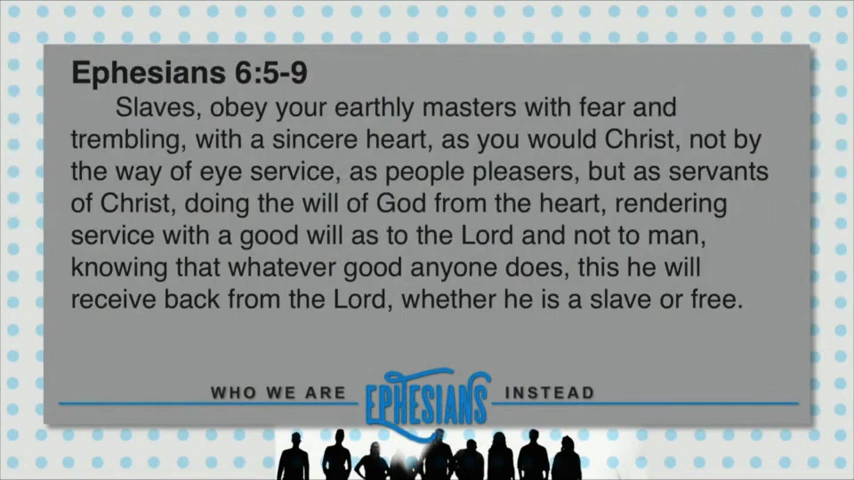 Ephesians 6:5-9
Slaves, obey your earthly masters with fear and
trembling, with a sincere heart, as you would Christ, not by
the way of eye service, as people pleasers, but as servants
of Christ, doing the will of God from the heart, rendering
service with a good will as to the Lord and not to man,
knowing that whatever good anyone does, this he will
receive back from the Lord, whether he is a slave or free.
WHO WE ARE EPHESIANS INSTEAD